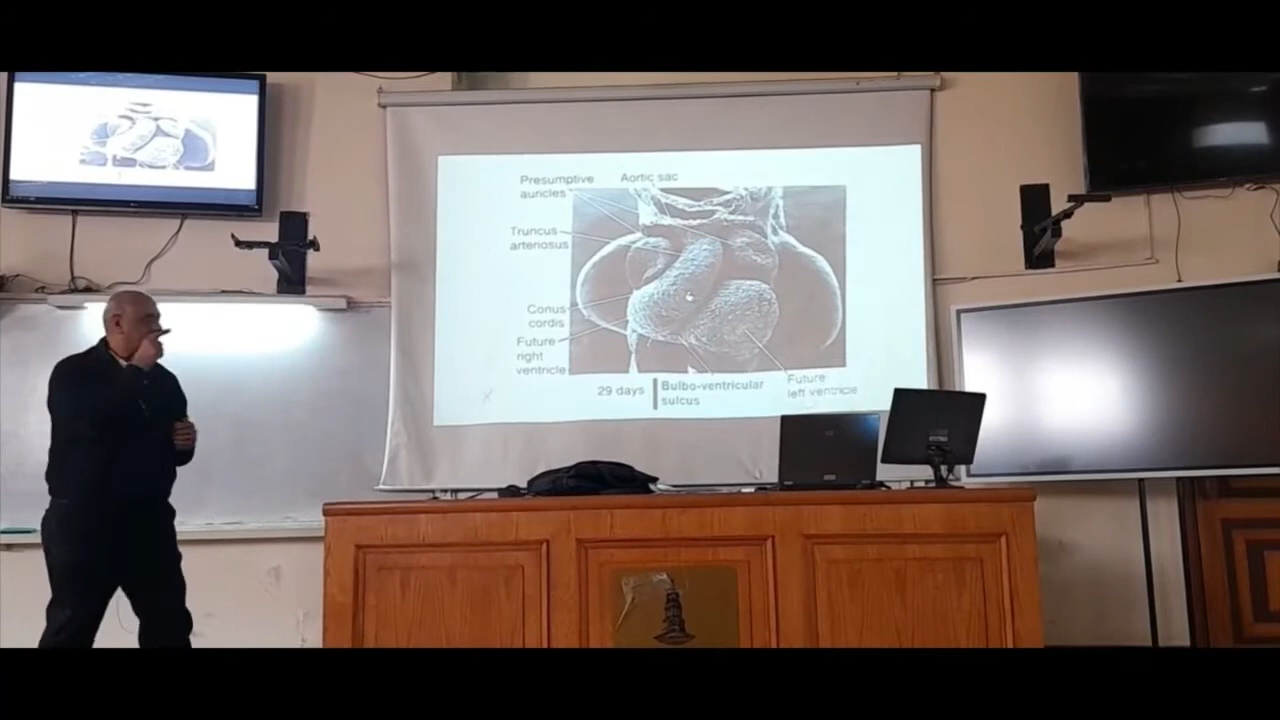 Presumptive
auricles
Aortic sac
Truncus
arteriosus
Conus
cordis
Future
right
ventricle
29 days
Bulbo-ventricular
sulcus
Future
left ventricle